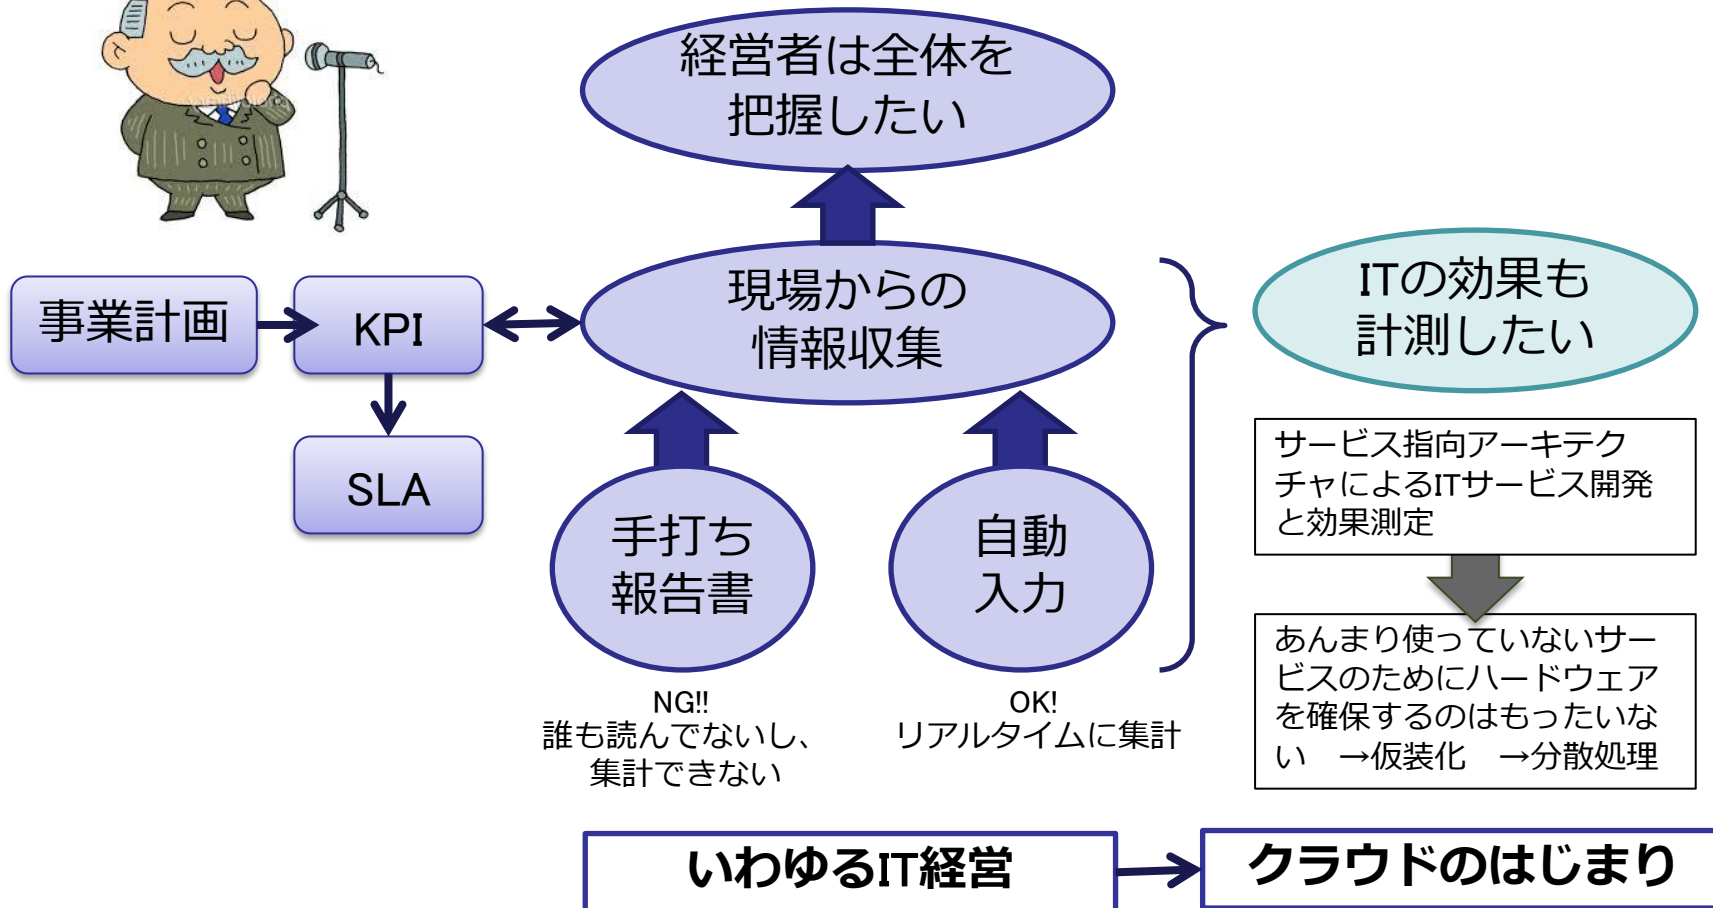 経営者は全体を
把握したい
事業計画
KPI
現場からの
情報収集
ITの効果も
計測したい
SLA
手打ち
報告書
自動
入力
サービス指向アーキテク
チャによるITサービス開発
と効果測定
NG!!
誰も読んでないし、
集計できない
OK!
リアルタイムに集計
あんまり使っていないサー
ビスのためにハードウェア
を確保するのはもったいな
い　→仮装化　→分散処理
いわゆるIT経営
クラウドのはじまり